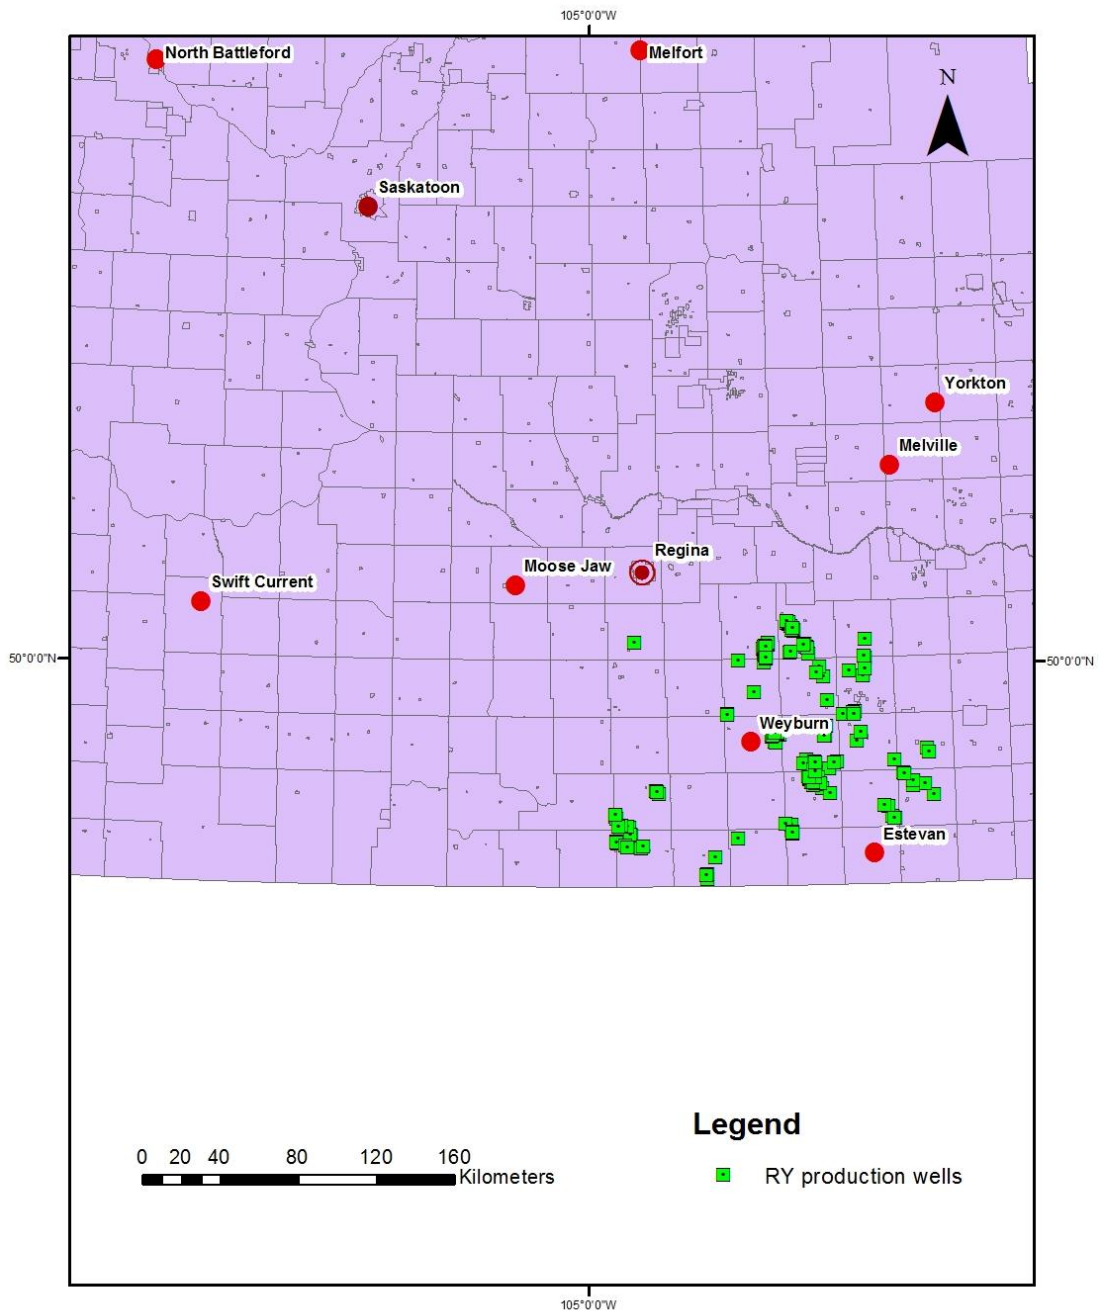 105°0'0"W
North Battleford
Melfort
N
Saskatoon
Yorkton
Melville
Regina
Moose Jaw
Swift Current
50°0'0"N
50°0'0"N
Weyburn
Estevan
Legend
0 20 40 80 120 160
Kilometers
RY production wells
105°0'0"W